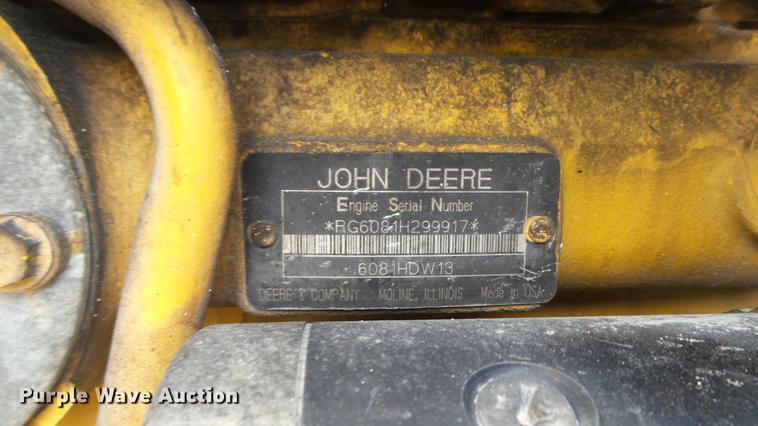 JOHN DEERE
Engine Serial Number
*RG6081H299917*
6081HDW13
DEERE & COMPANY MOLINE, ILLINOIS Made in USA
Purple Wave Auction